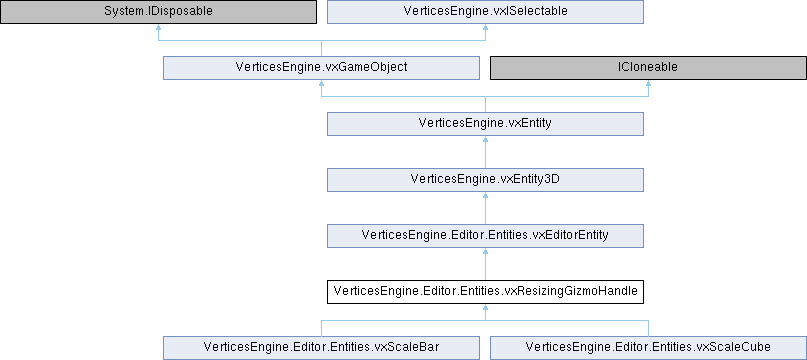 System.IDisposable
VerticesEngine.vxISelectable
VerticesEngine.vxGameObject
ICloneable
VerticesEngine.vxEntity
VerticesEngine.vxEntity3D
VerticesEngine.Editor.Entities.vxEditorEntity
VerticesEngine.Editor.Entities.vxResizingGizmoHandle
VerticesEngine.Editor.Entities.vxScaleBar
VerticesEngine.Editor.Entities.vxScaleCube